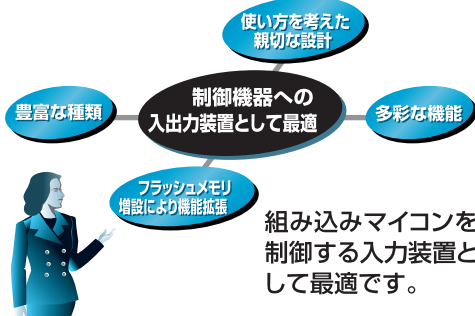 使い方を考えた
親切な設計
制御機器への
入出力装置として最適
豊富な種類
多彩な機能
フラッシュメモリ
増設により機能拡張
組み込みマイコンを
制御する入力装置と
して最適です。